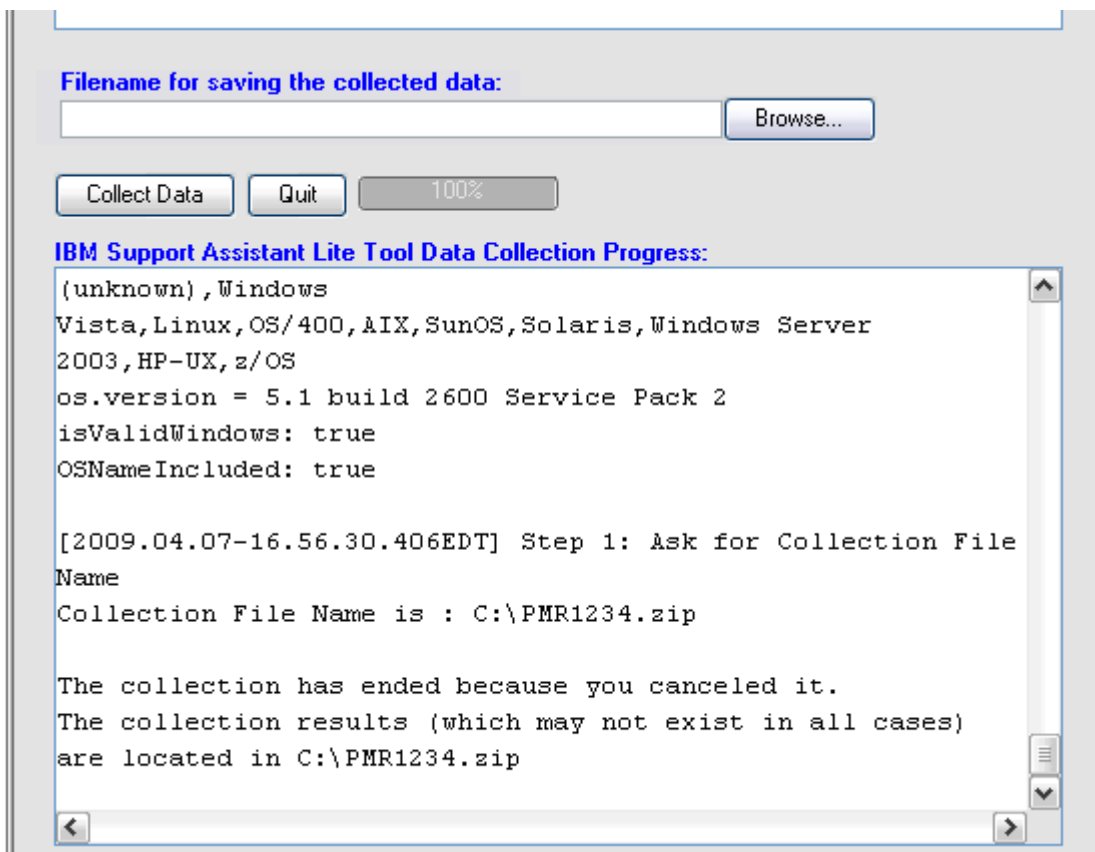 Filename for saving the collected data:
Browse...
Collect Data
Quit
100%
IBM Support Assistant Lite Tool Data Collection Progress:
(unknown),Windows
Vista,Linux,OS/400,AIX,SunOS,Solaris,Windows Server
2003,HP-UX,z/OS
os.version = 5.1 build 2600 Service Pack 2
isValidWindows: true
OSNameIncluded: true
[2009.04.07-16.56.30.406EDT] Step 1: Ask for Collection File
Name
Collection File Name is : C:\PMR1234.zip
The collection has ended because you canceled it.
The collection results (which may not exist in all cases)
are located in C:\PMR1234.zip